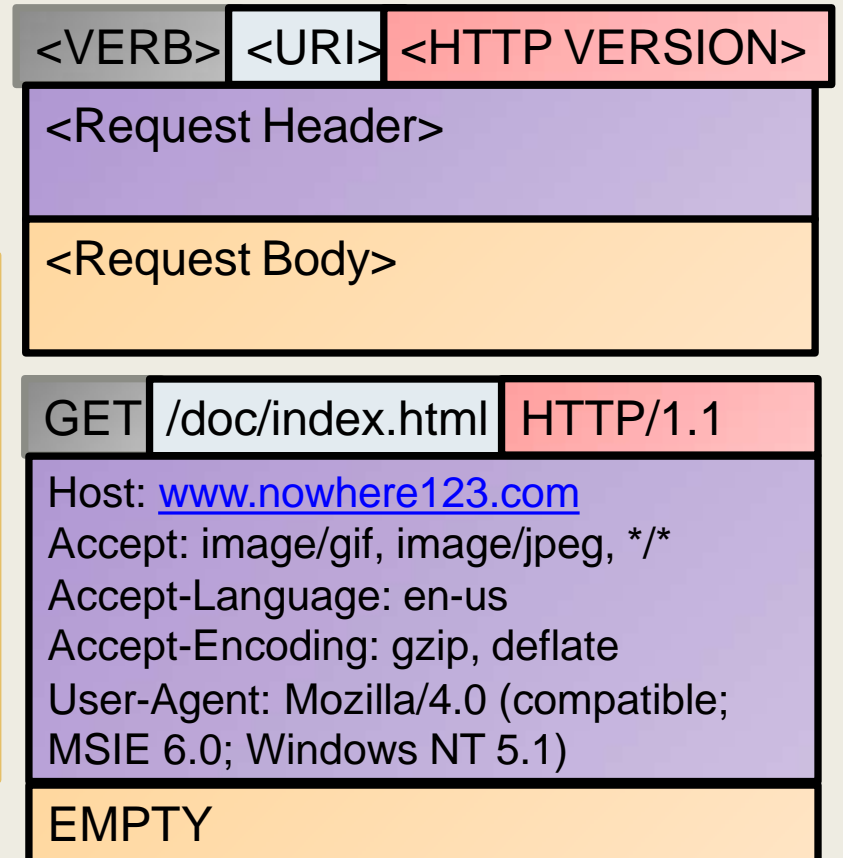 <VERB> <URI> <HTTP VERSION>
<Request Header>
<Request Body>
GET /doc/index.html HTTP/1.1
Host: www.nowhere123.com
Accept: image/gif, image/jpeg, */*
Accept-Language: en-us
Accept-Encoding: gzip, deflate
User-Agent: Mozilla/4.0 (compatible;
MSIE 6.0; Windows NT 5.1)
EMPTY